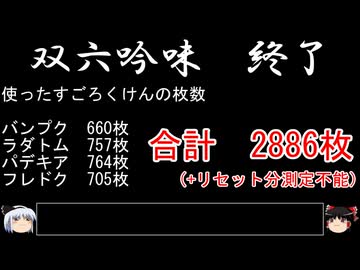 双六吟味　終了
使ったすごろくけんの枚数
バンプク　660枚
ラダトム　757枚
パデキア　764枚
フレドク　705枚
合計　2886枚
(+リセット分測定不能)